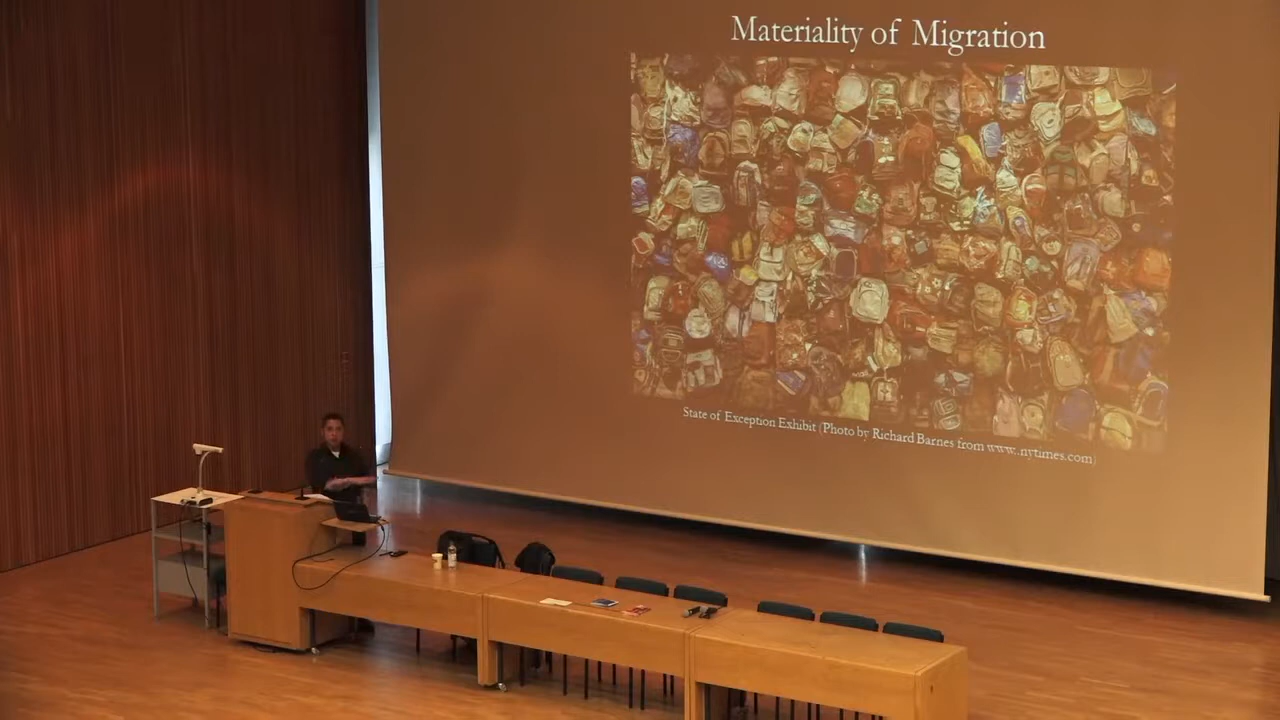 Materiality of Migration
State of Exception Exhibit (Photo by Richard Barnes from www..nytimes.com)